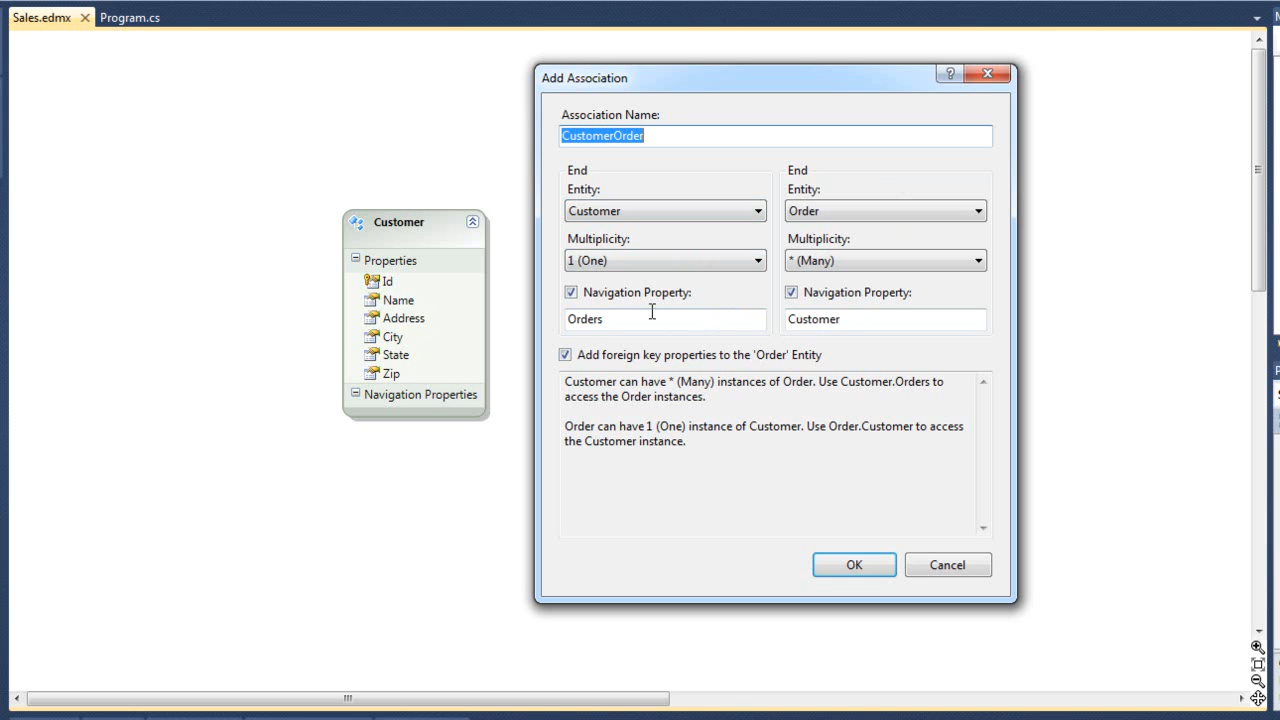 Sales.edmx
Program.cs
Add Association
Association Name:
CustomerOrder
End
Entity:
Customer
Multiplicity:
1 (One)
Navigation Property:
Orders
End
Entity:
Order
Multiplicity:
* (Many)
Navigation Property:
Customer
Add foreign key properties to the 'Order' Entity
Customer can have * (Many) instances of Order. Use Customer.Orders to
access the Order instances.
Order can have 1 (One) instance of Customer. Use Order.Customer to access
the Customer instance.
OK
Cancel
Customer
Properties
Id
Name
Address
City
State
Zip
Navigation Properties